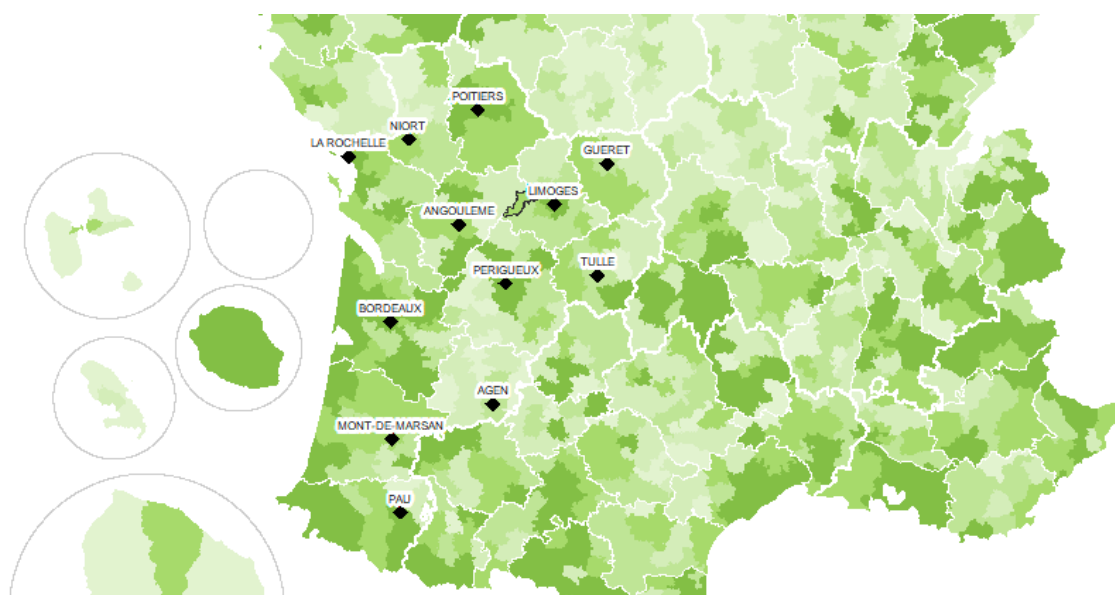 POITIERS
NIORT
LA ROCHELLE
GUERET
LIMOGES
ANGOULEME
TULLE
PERIGUEUX
BORDEAUX
AGEN
MONT-DE-MARSAN
PAU